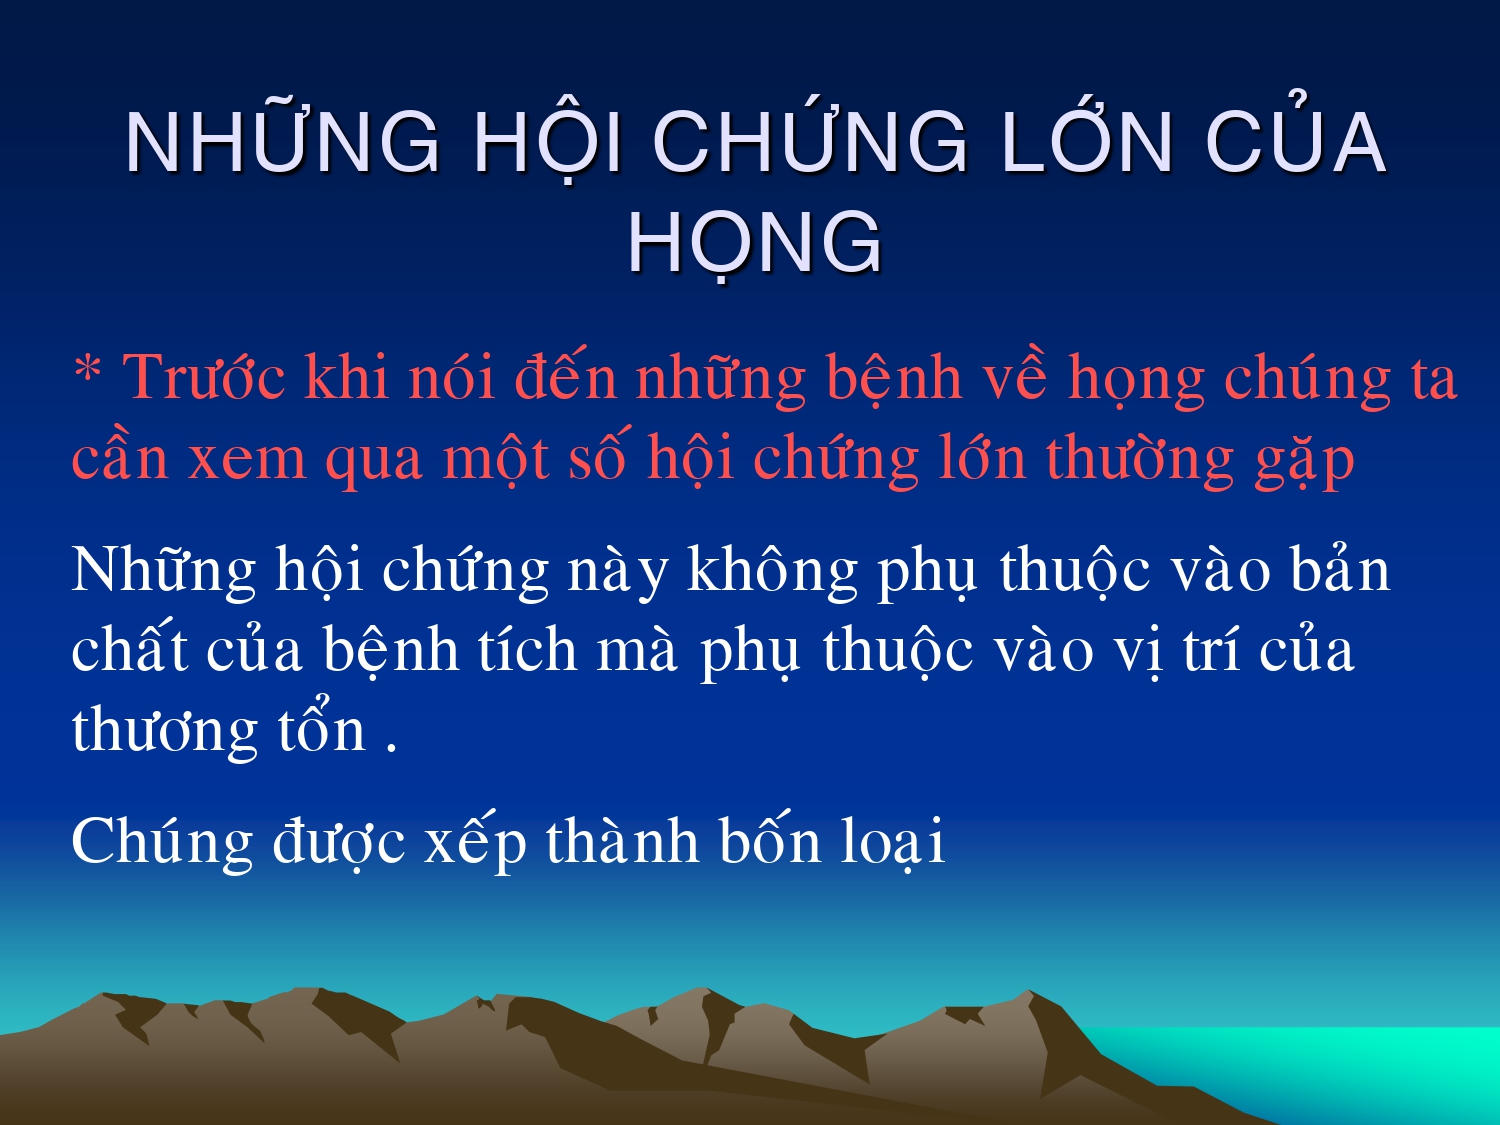 NHỮNG HỘI CHỨNG LỚN CỦA
HỌNG
* Trước khi nói đến những bệnh về họng chúng ta
cần xem qua một số hội chứng lớn thường gặp
Những hội chứng này không phụ thuộc vào bản
chất của bệnh tích mà phụ thuộc vào vị trí của
thương tổn .
Chúng được xếp thành bốn loại